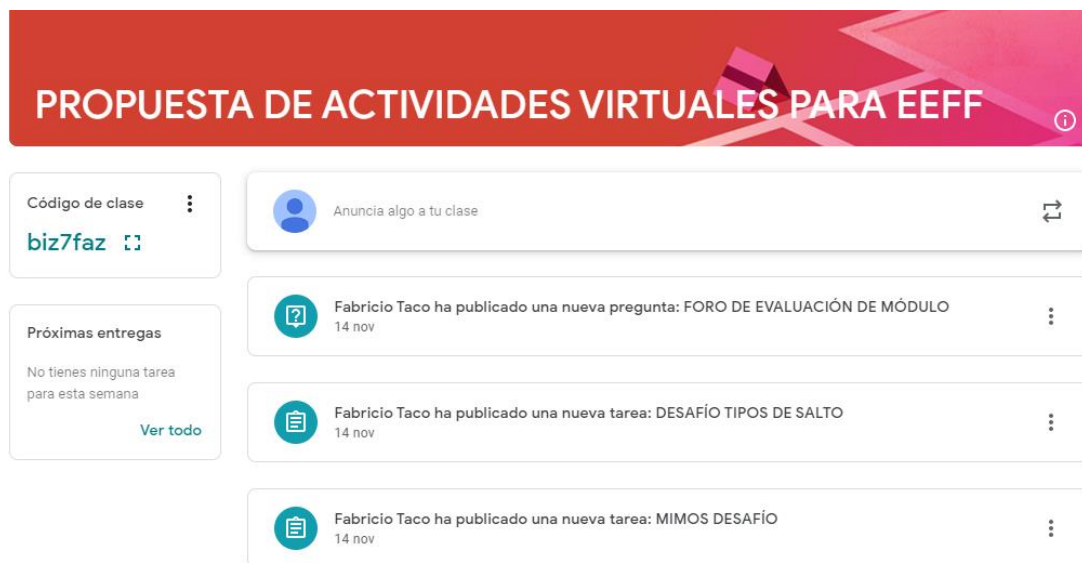 PROPUESTA DE ACTIVIDADES VIRTUALES PARA EEFF
Código de clase
biz7faz
Próximas entregas
No tienes ninguna tarea
para esta semana
Ver todo
Anuncia algo a tu clase
Fabricio Taco ha publicado una nueva pregunta: FORO DE EVALUACIÓN DE MÓDULO
14 nov
Fabricio Taco ha publicado una nueva tarea: DESAFÍO TIPOS DE SALTO
14 nov
Fabricio Taco ha publicado una nueva tarea: MIMOS DESAFÍO
14 nov